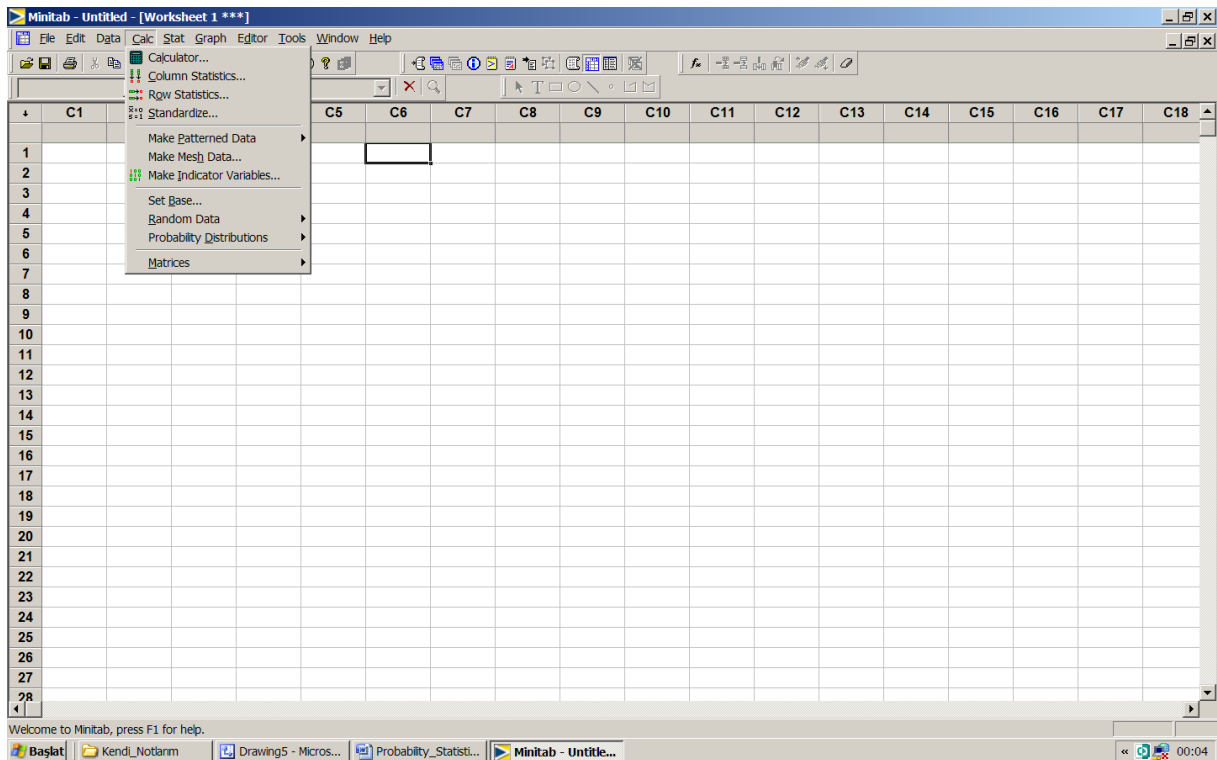 Minitab - Untitled - [Worksheet 1 ***]
File Edit Data Calc Stat Graph Editor Tools Window Help
Calculator...
Column Statistics...
Row Statistics...
Standardize...
Make Patterned Data
Make Mesh Data...
Make Indicator Variables...
Set Base...
Random Data
Probability Distributions
Matrices
C1 C5 C6 C7 C8 C9 C10 C11 C12 C13 C14 C15 C16 C17 C18
1
2
3
4
5
6
7
8
9
10
11
12
13
14
15
16
17
18
19
20
21
22
23
24
25
26
27
28
Welcome to Minitab, press F1 for help.
Başlat Kendi_Notlarım Drawing5 - Micros... Probability_Statisti... Minitab - Untitle... 00:04